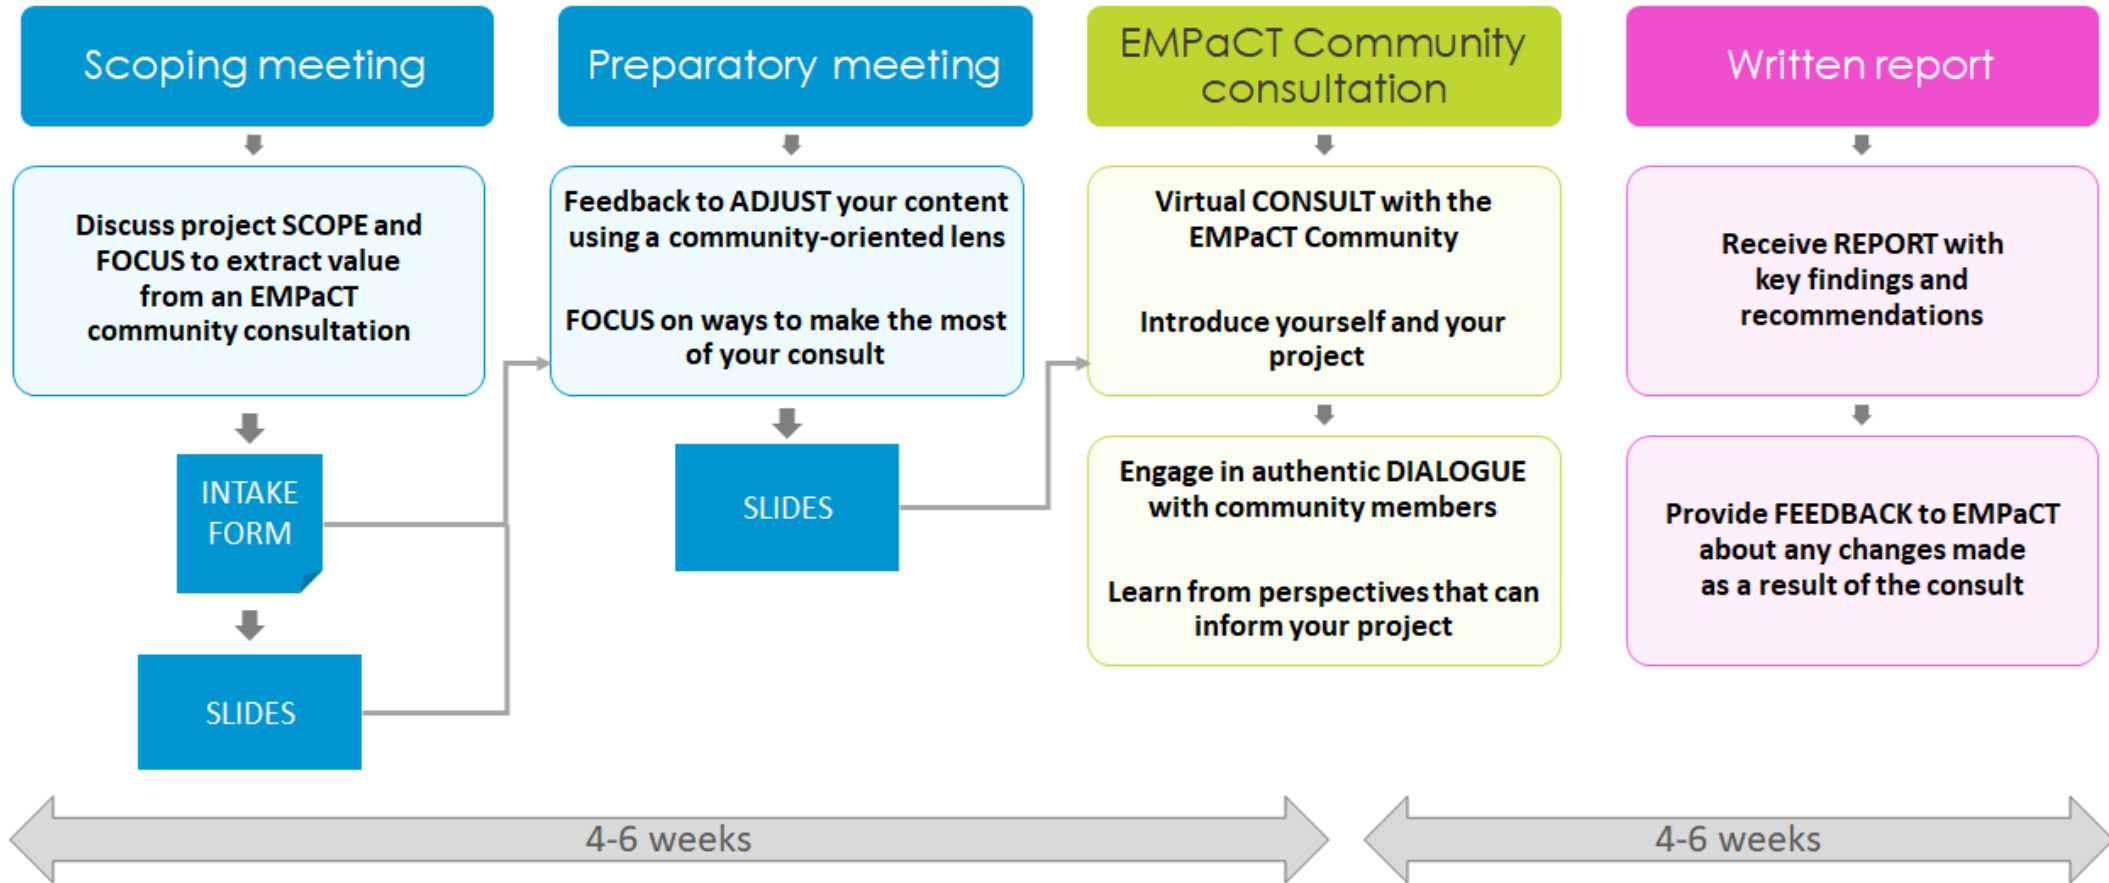 Scoping meeting
Discuss project SCOPE and
FOCUS to extract value
from an EMPaCT
community consultation
INTAKE
FORM
SLIDES
Preparatory meeting
Feedback to ADJUST your content
using a community-oriented lens
FOCUS on ways to make the most
of your consult
SLIDES
EMPaCT Community
consultation
Virtual CONSULT with the
EMPaCT Community
Introduce yourself and your
project
Engage in authentic DIALOGUE
with community members
Learn from perspectives that can
inform your project
Written report
Receive REPORT with
key findings and
recommendations
Provide FEEDBACK to EMPaCT
about any changes made
as a result of the consult
4-6 weeks
4-6 weeks